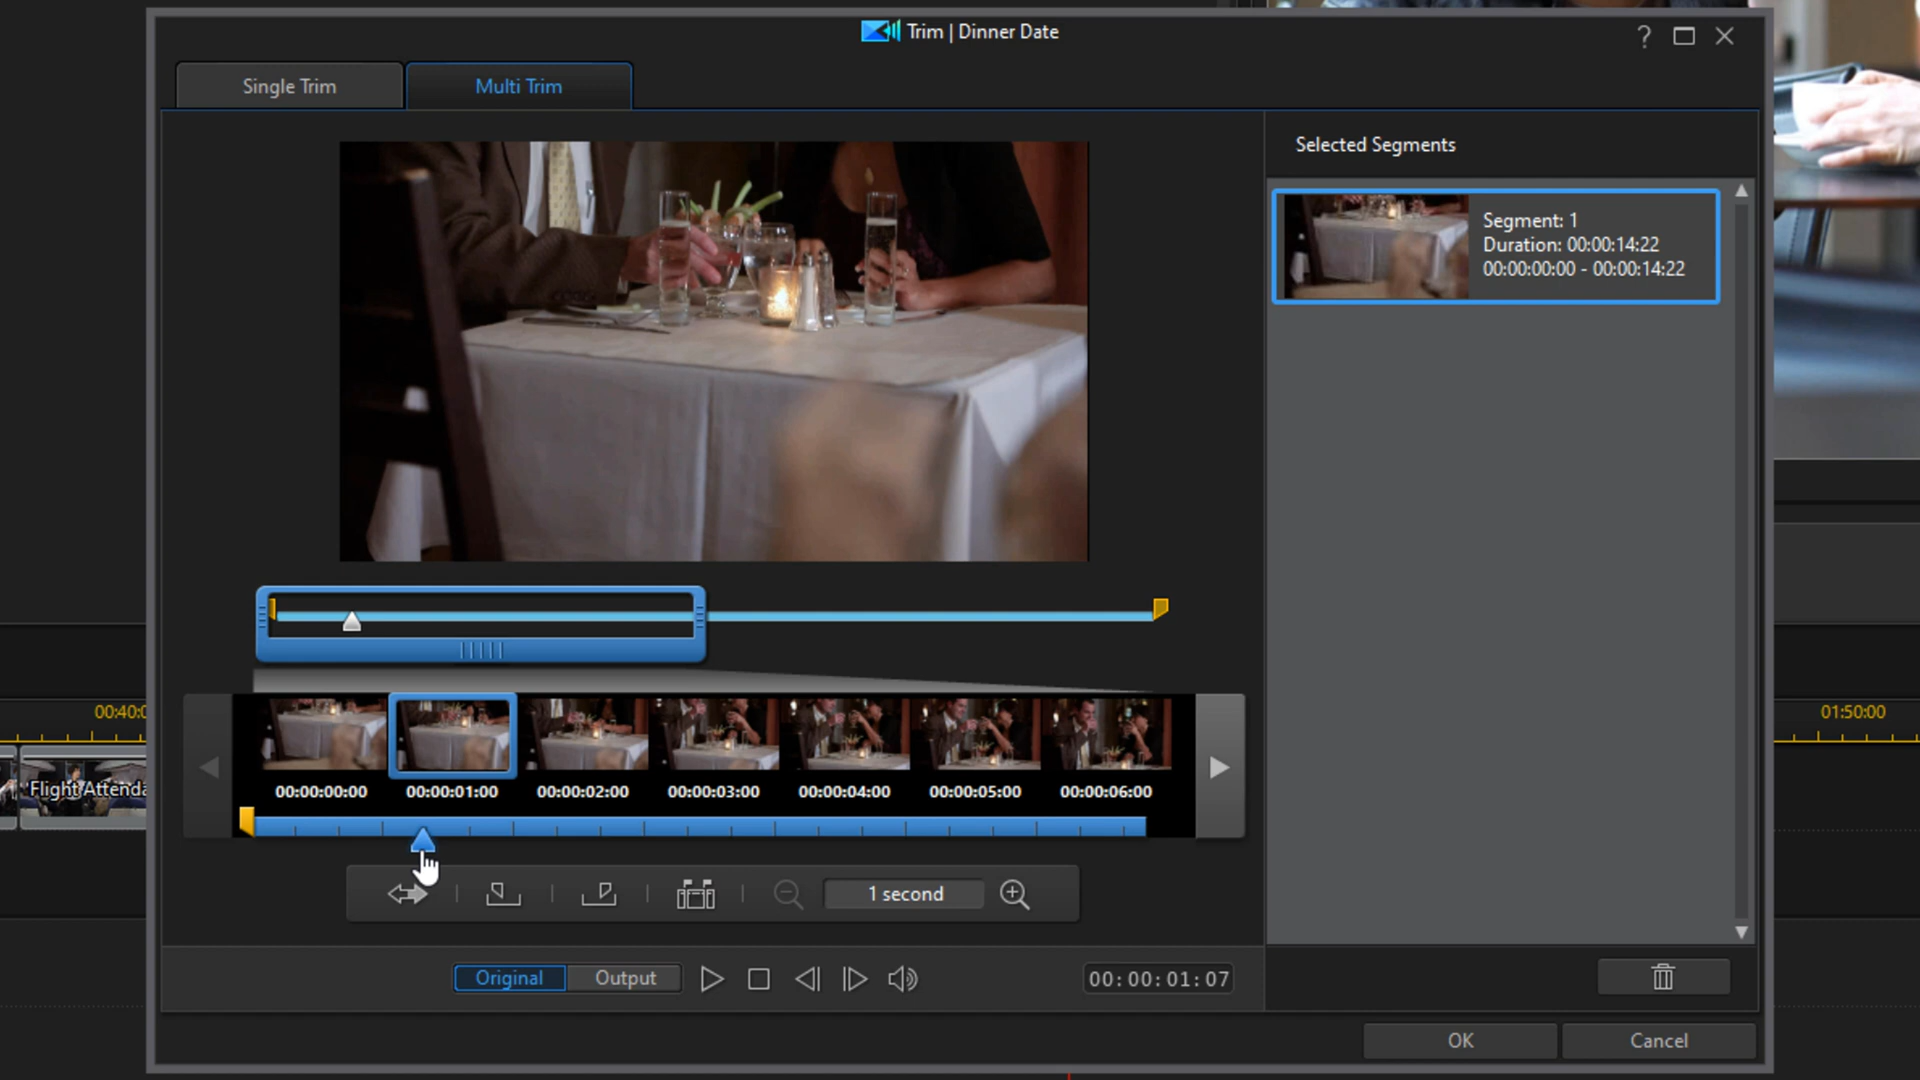 Trim | Dinner Date
?
Single Trim
Multi Trim
Selected Segments
Segment: 1
Duration: 00:00:14:22
00:00:00:00 - 00:00:14:22
00:40:0
01:50:00
Flight Attenda
00:00:00:00
00:00:01:00
00:00:02:00
00:00:03:00
00:00:04:00
00:00:05:00
00:00:06:00
1 second
Original
Output
00:00:01:07
OK
Cancel